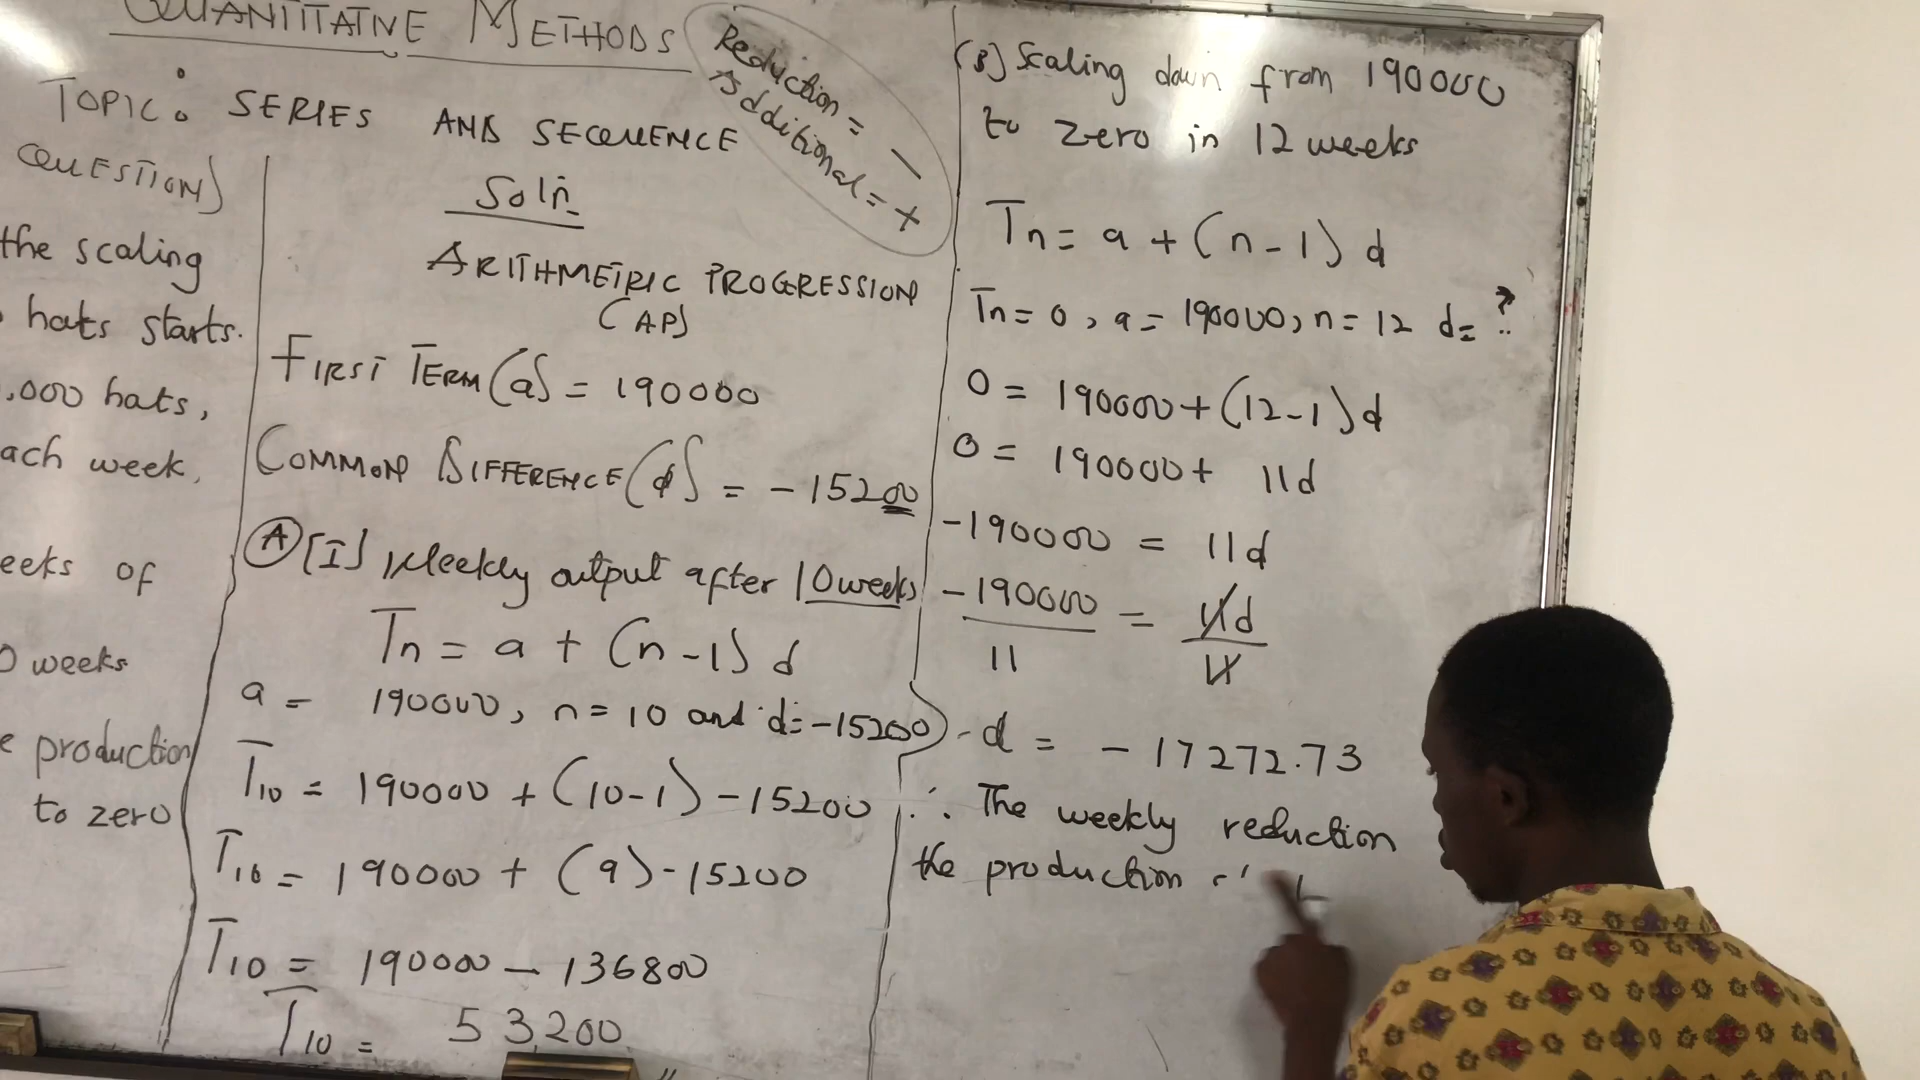 QUANTITATIVE METHODS
TOPIC: SERIES AND SEQUENCE
QUESTION)
the scaling
hats starts.
,000 hats,
ach week,
eeks of
0 weeks
e production
to zero
Reduction = -
Additional = +
Soln
ARITHMETRIC PROGRESSION
(AP)
FIRST TERM (a) = 190000
COMMON DIFFERENCE (d) = -15200
(A) [I] Weekly output after 10 weeks
Tn = a + (n-1) d
a = 190000, n = 10 and d = -15200
T10 = 190000 + (10-1) -15200
T10 = 190000 + (9) -15200
T10 = 190000 - 136800
T10 = 53,200
(B) Scaling down from 190000
to zero in 12 weeks
Tn = a + (n-1) d
Tn = 0, a = 190000, n = 12 d = ?
0 = 190000 + (12-1) d
0 = 190000 + 11d
-190000 = 11d
-190000 = 11d
11 11
d = -17272.73
∴ The weekly reduction
the production